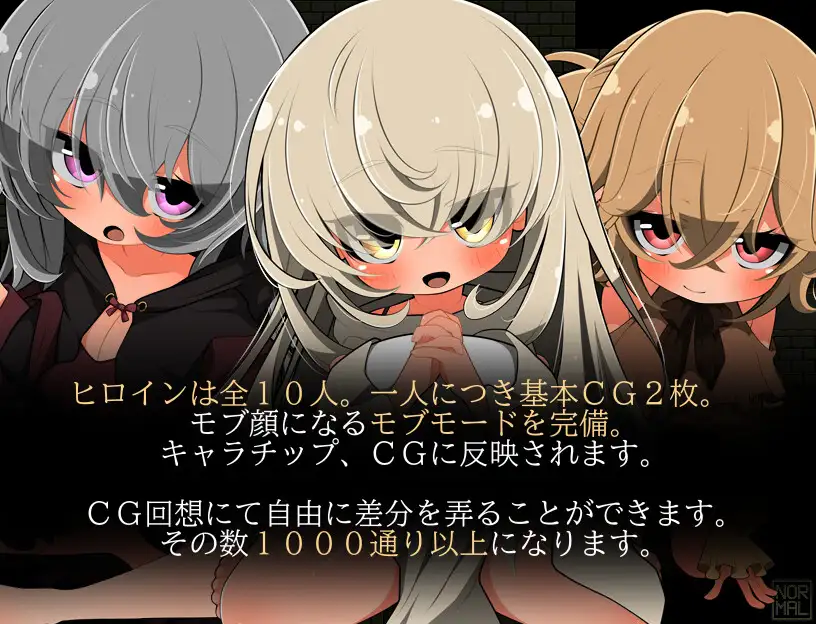 ヒロインは全１０人。一人につき基本ＣＧ２枚。
モブ顔になるモブモードを完備。
キャラチップ、ＣＧに反映されます。
ＣＧ回想にて自由に差分を弄ることができます。
その数１０００通り以上になります。
NOR
MAL